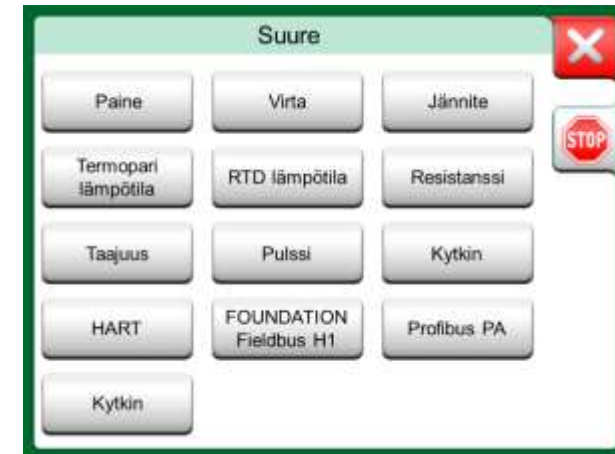 Suure
Paine
Virta
Jännite
STOP
Termopari
lämpötila
RTD lämpötila
Resistanssi
Taajuus
Pulssi
Kytkin
HART
FOUNDATION
Fieldbus H1
Profibus PA
Kytkin